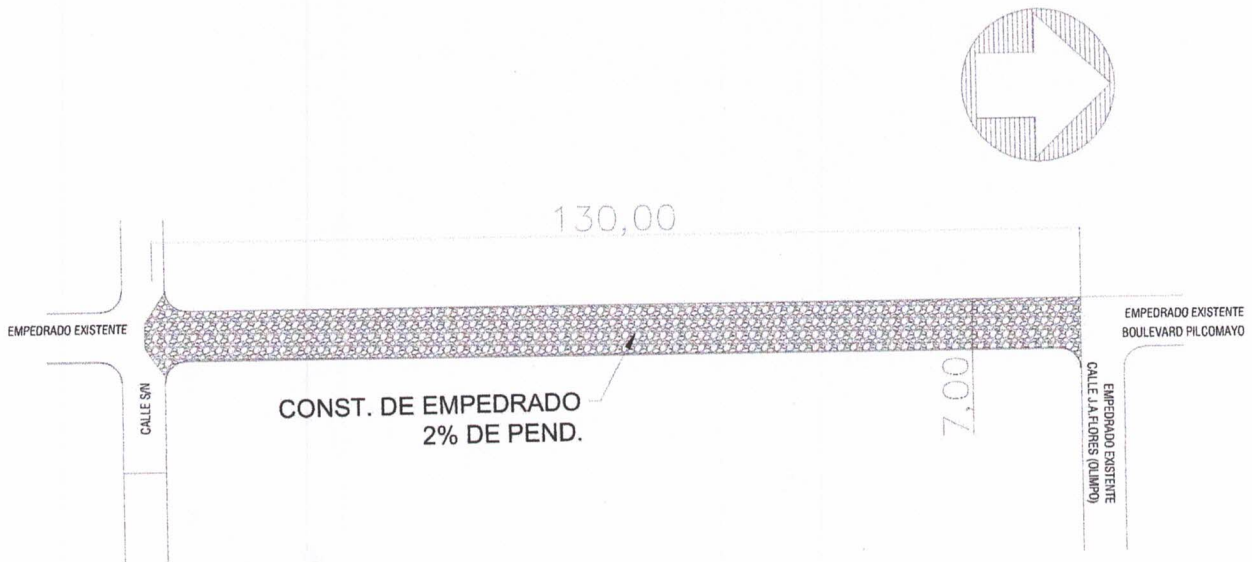 130,00
EMPEDRADO EXISTENTE
EMPEDRADO EXISTENTE
BOULEVARD PILCOMAYO
CALLE S/N
CONST. DE EMPEDRADO
2% DE PEND.
7,00
EMPEDRADO EXISTENTE
CALLE J.A.FLORES (OLIMPO)